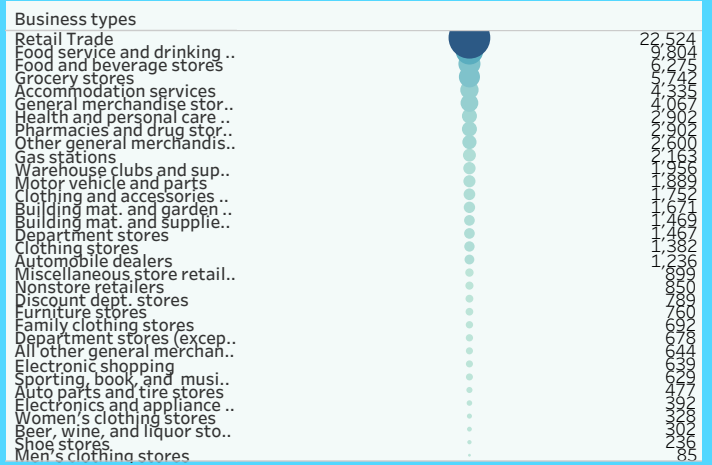 Business types
Retail Trade 22,524
Food service and drinking .. 9,804
Food and beverage stores 6,275
Grocery stores 5,742
Accommodation services 4,335
General merchandise stor.. 4,067
Health and personal care .. 2,902
Pharmacies and drug stor.. 2,902
Other general merchandis.. 2,600
Gas stations 2,163
Warehouse clubs and sup.. 1,956
Motor vehicle and parts 1,889
Clothing and accessories .. 1,752
Building mat. and garden .. 1,671
Building mat. and supplie.. 1,469
Department stores 1,467
Clothing stores 1,382
Automobile dealers 1,236
Miscellaneous store retail.. 899
Nonstore retailers 850
Discount dept. stores 789
Furniture stores 760
Family clothing stores 692
Department stores (excep.. 678
All other general merchan.. 644
Electronic shopping 639
Sporting, book, and musi.. 629
Auto parts and tire stores 477
Electronics and appliance .. 392
Women's clothing stores 328
Beer, wine, and liquor sto.. 302
Shoe stores 236
Men's clothing stores 85